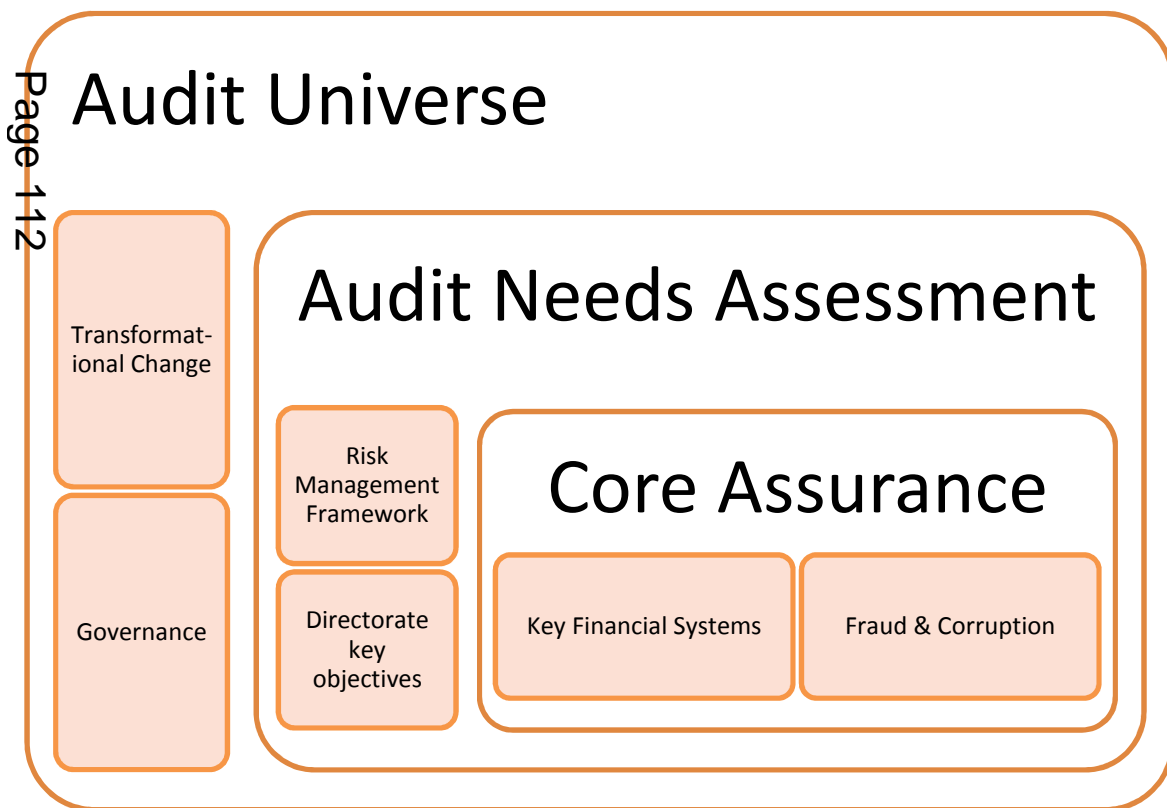 Page 112
Audit Universe
Transformat-
ional Change
Governance
Audit Needs Assessment
Risk
Management
Framework
Directorate
key
objectives
Core Assurance
Key Financial Systems
Fraud & Corruption